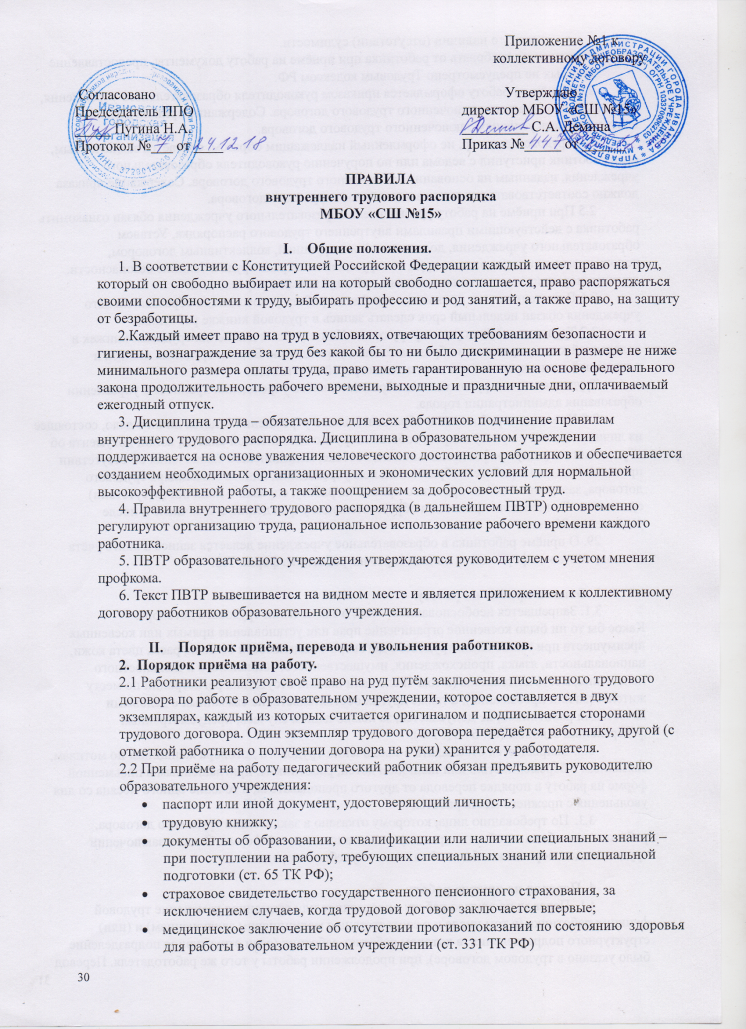 Приложение №1 к
коллективному договору
Согласовано
Утверждаю
Председатель ППО
директор МБОУ «СШ №15»
Пугина Н.А.
С.А. Демина
Протокол № 7 от 24.12.18
Приказ № 447 от
ПРАВИЛА
внутреннего трудового распорядка
МБОУ «СШ №15»
I. Общие положения.
1. В соответствии с Конституцией Российской Федерации каждый имеет право на труд,
который он свободно выбирает или на который свободно соглашается, право распоряжаться
своими способностями к труду, выбирать профессию и род занятий, а также право, на защиту
от безработицы.
2.Каждый имеет право на труд в условиях, отвечающих требованиям безопасности и
гигиены, вознаграждение за труд без какой бы то ни было дискриминации в размере не ниже
минимального размера оплаты труда, право иметь гарантированную на основе федерального
закона продолжительность рабочего времени, выходные и праздничные дни, оплачиваемый
ежегодный отпуск.
3. Дисциплина труда – обязательное для всех работников подчинение правилам
внутреннего трудового распорядка. Дисциплина в образовательном учреждении
поддерживается на основе уважения человеческого достоинства работников и обеспечивается
созданием необходимых организационных и экономических условий для нормальной
высокоэффективной работы, а также поощрением за добросовестный труд.
4. Правила внутреннего трудового распорядка (в дальнейшем ПВТР) одновременно
регулируют организацию труда, рациональное использование рабочего времени каждого
работника.
5. ПВТР образовательного учреждения утверждаются руководителем с учетом мнения
профкома.
6. Текст ПВТР вывешивается на видном месте и является приложением к коллективному
договору работников образовательного учреждения.
II. Порядок приёма, перевода и увольнения работников.
2. Порядок приёма на работу.
2.1 Работники реализуют своё право на руд путём заключения письменного трудового
договора по работе в образовательном учреждении, которое составляется в двух
экземплярах, каждый из которых считается оригиналом и подписывается сторонами
трудового договора. Один экземпляр трудового договора передаётся работнику, другой (с
отметкой работника о получении договора на руки) хранится у работодателя.
2.2 При приёме на работу педагогический работник обязан предъявить руководителю
образовательного учреждения:
• паспорт или иной документ, удостоверяющий личность;
• трудовую книжку;
• документы об образовании, о квалификации или наличии специальных знаний –
при поступлении на работу, требующих специальных знаний или специальной
подготовки (ст. 65 ТК РФ);
• страховое свидетельство государственного пенсионного страхования, за
исключением случаев, когда трудовой договор заключается впервые;
• медицинское заключение об отсутствии противопоказаний по состоянию здоровья
для работы в образовательном учреждении (ст. 331 ТК РФ)
30